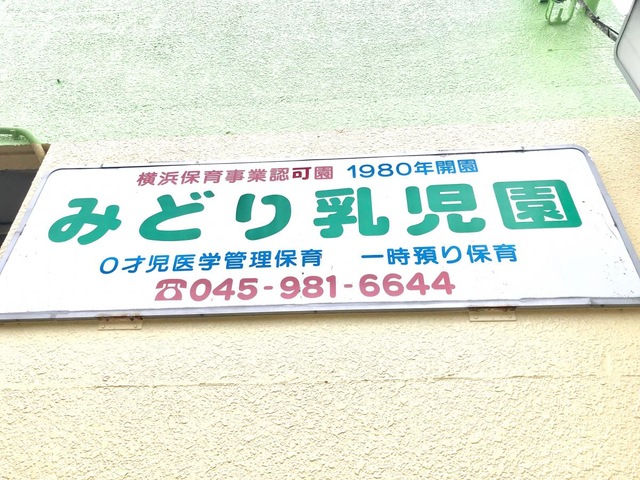 横浜保育事業認可園 1980年開園
みどり乳児園
0才児医学管理保育 一時預り保育
☎045-981-6644